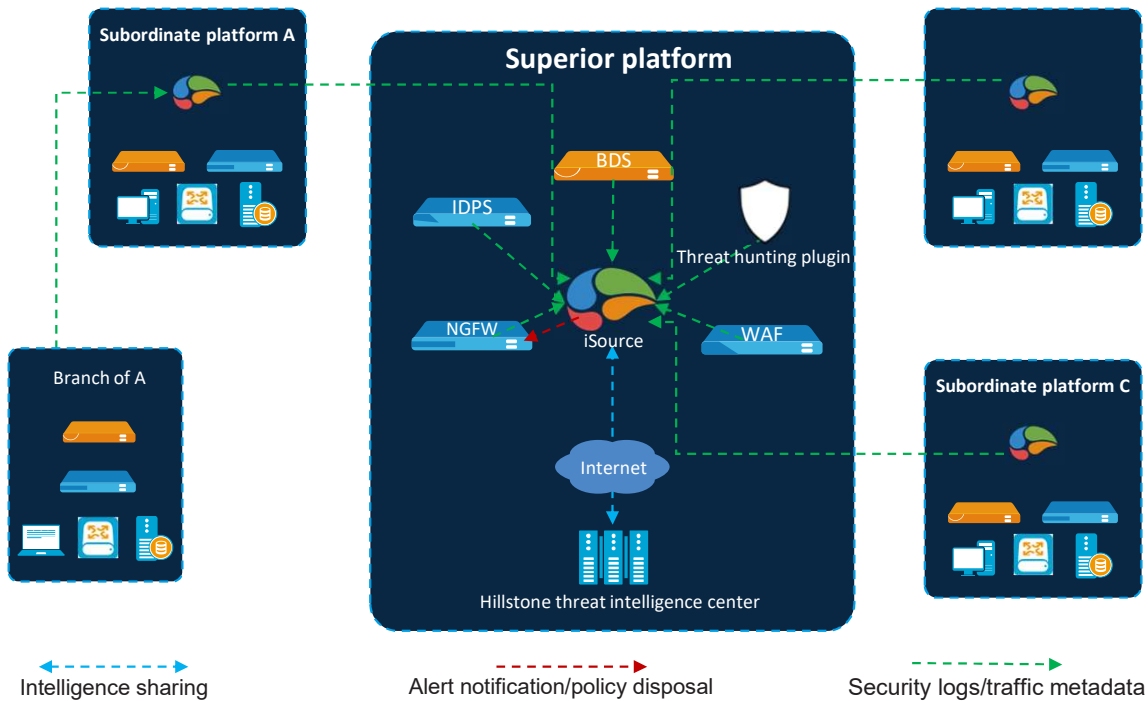 Subordinate platform A
Superior platform
BDS
IDPS
Threat hunting plugin
NGFW
iSource
WAF
Branch of A
Subordinate platform C
Internet
Hillstone threat intelligence center
Intelligence sharing
Alert notification/policy disposal
Security logs/traffic metadata